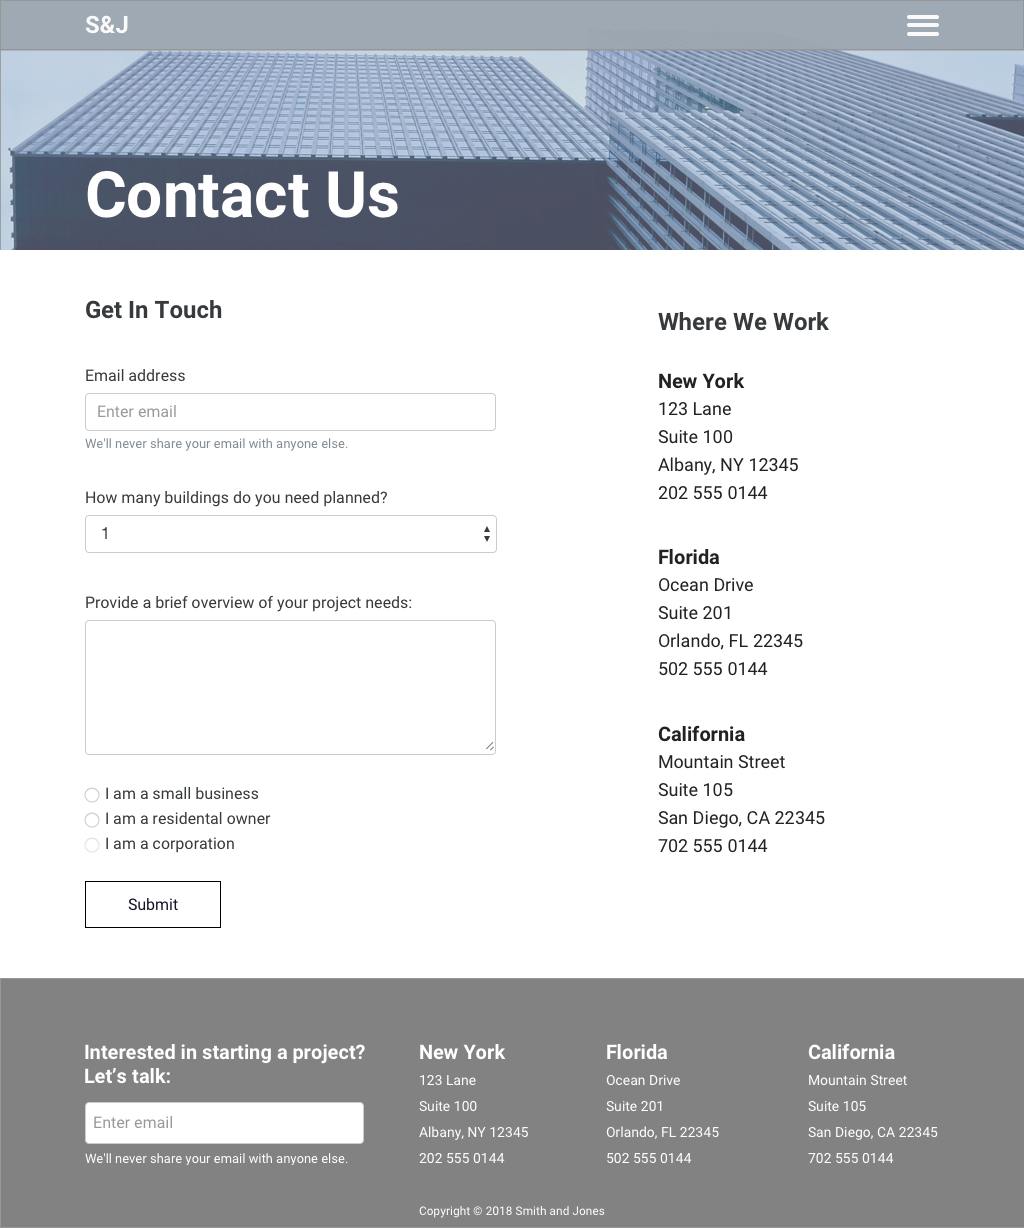 S&J
Contact Us
Get In Touch
Email address
Enter email
We'll never share your email with anyone else.
How many buildings do you need planned?
1
Provide a brief overview of your project needs:
I am a small business
I am a residental owner
I am a corporation
Submit
Where We Work
New York
123 Lane
Suite 100
Albany, NY 12345
202 555 0144
Florida
Ocean Drive
Suite 201
Orlando, FL 22345
502 555 0144
California
Mountain Street
Suite 105
San Diego, CA 22345
702 555 0144
Interested in starting a project?
Let’s talk:
Enter email
We'll never share your email with anyone else.
New York
123 Lane
Suite 100
Albany, NY 12345
202 555 0144
Florida
Ocean Drive
Suite 201
Orlando, FL 22345
502 555 0144
California
Mountain Street
Suite 105
San Diego, CA 22345
702 555 0144
Copyright © 2018 Smith and Jones